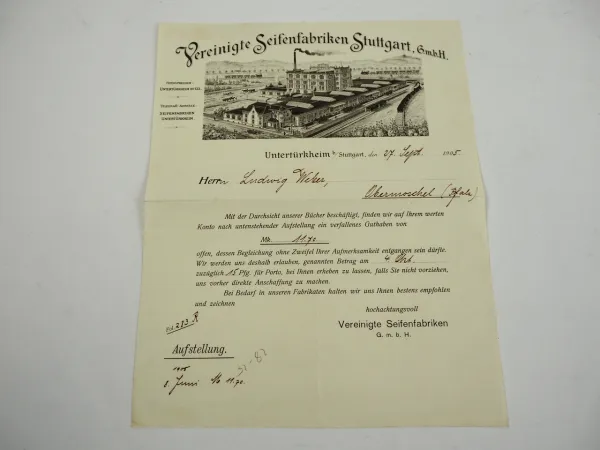 Vereinigte Seifenfabriken Stuttgart, G.m.b.H.
UNTERTÜRKHEIM
SEIFENFABRIKEN
UNTERTÜRKHEIM.
Untertürkheim b/ Stuttgart, den 27. Sept. 1905.
Herrn Ludwig Weber,
Obermoschel (Pfalz)
Mit der Durchsicht unserer Bücher beschäftigt, finden wir auf Ihrem werten
Konto nach untenstehender Aufstellung ein verfallenes Guthaben von
Mk. 11.70
offen, dessen Begleichung ohne Zweifel Ihrer Aufmerksamkeit entgangen sein dürfte.
Wir werden uns deshalb erlauben, genannten Betrag am 4 Okt.
zuzüglich 15 Pfg. für Porto, bei Ihnen erheben zu lassen, falls Sie nicht vorziehen,
uns vorher direkte Anschaffung zu machen.
Bei Bedarf in unseren Fabrikaten halten wir uns Ihnen bestens empfohlen
und zeichnen
hochachtungsvoll
Vereinigte Seifenfabriken
G. m. b. H.
273 R
Aufstellung.
1905
8. Juni M 11.70.